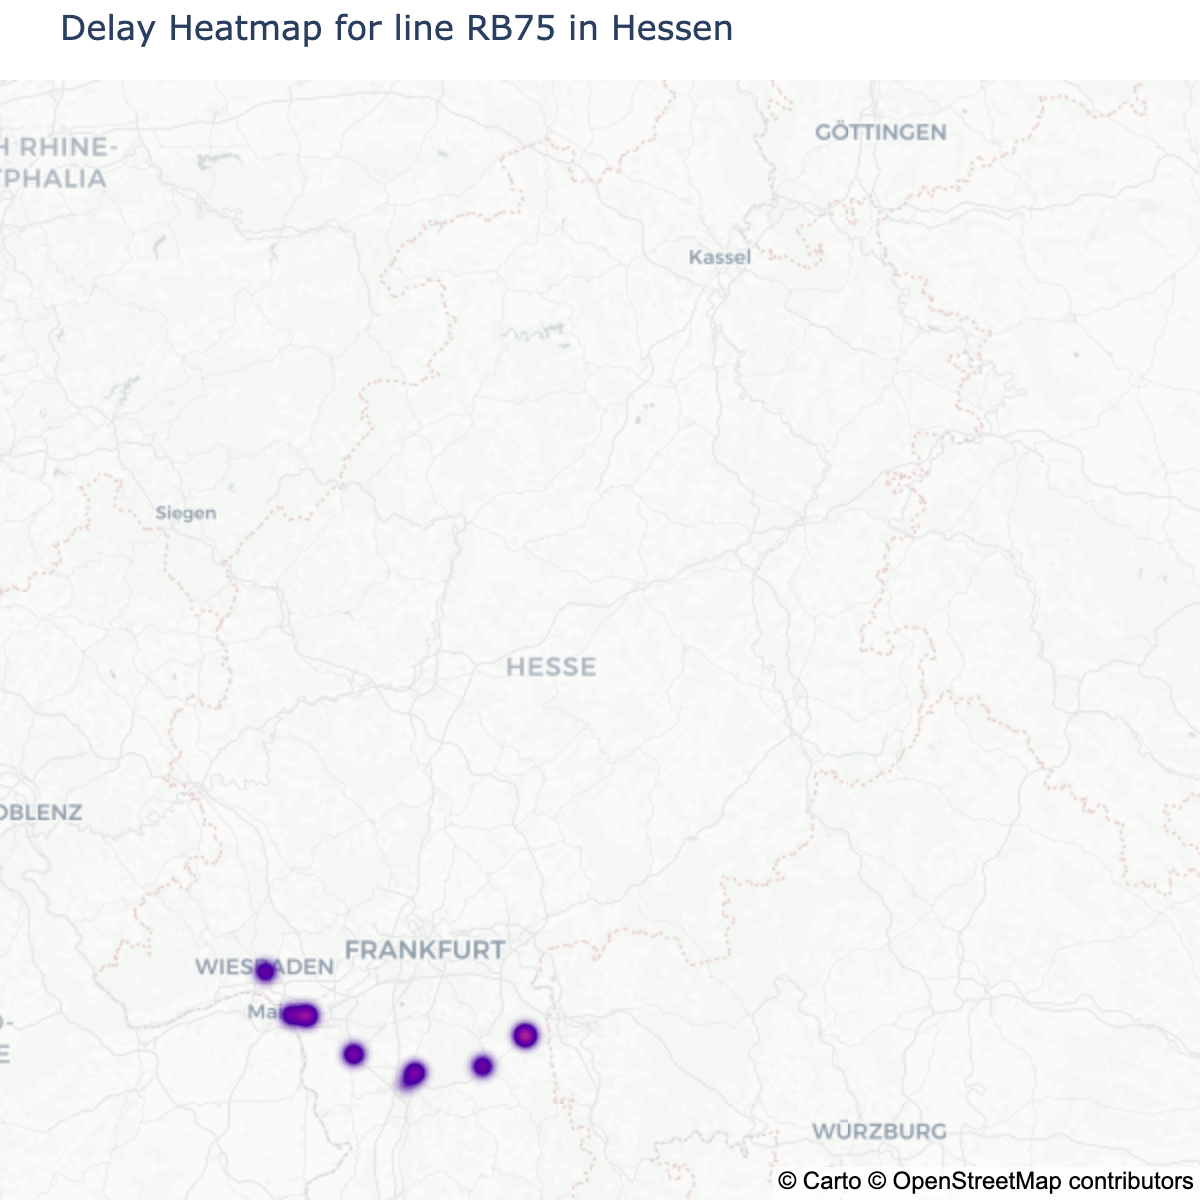 Delay Heatmap for line RB75 in Hessen
GÖTTINGEN
H RHINE-
PHALIA
Kassel
Siegen
HESSE
OBLENZ
FRANKFURT
WIESBADEN
Mai
WÜRZBURG
© Carto © OpenStreetMap contributors